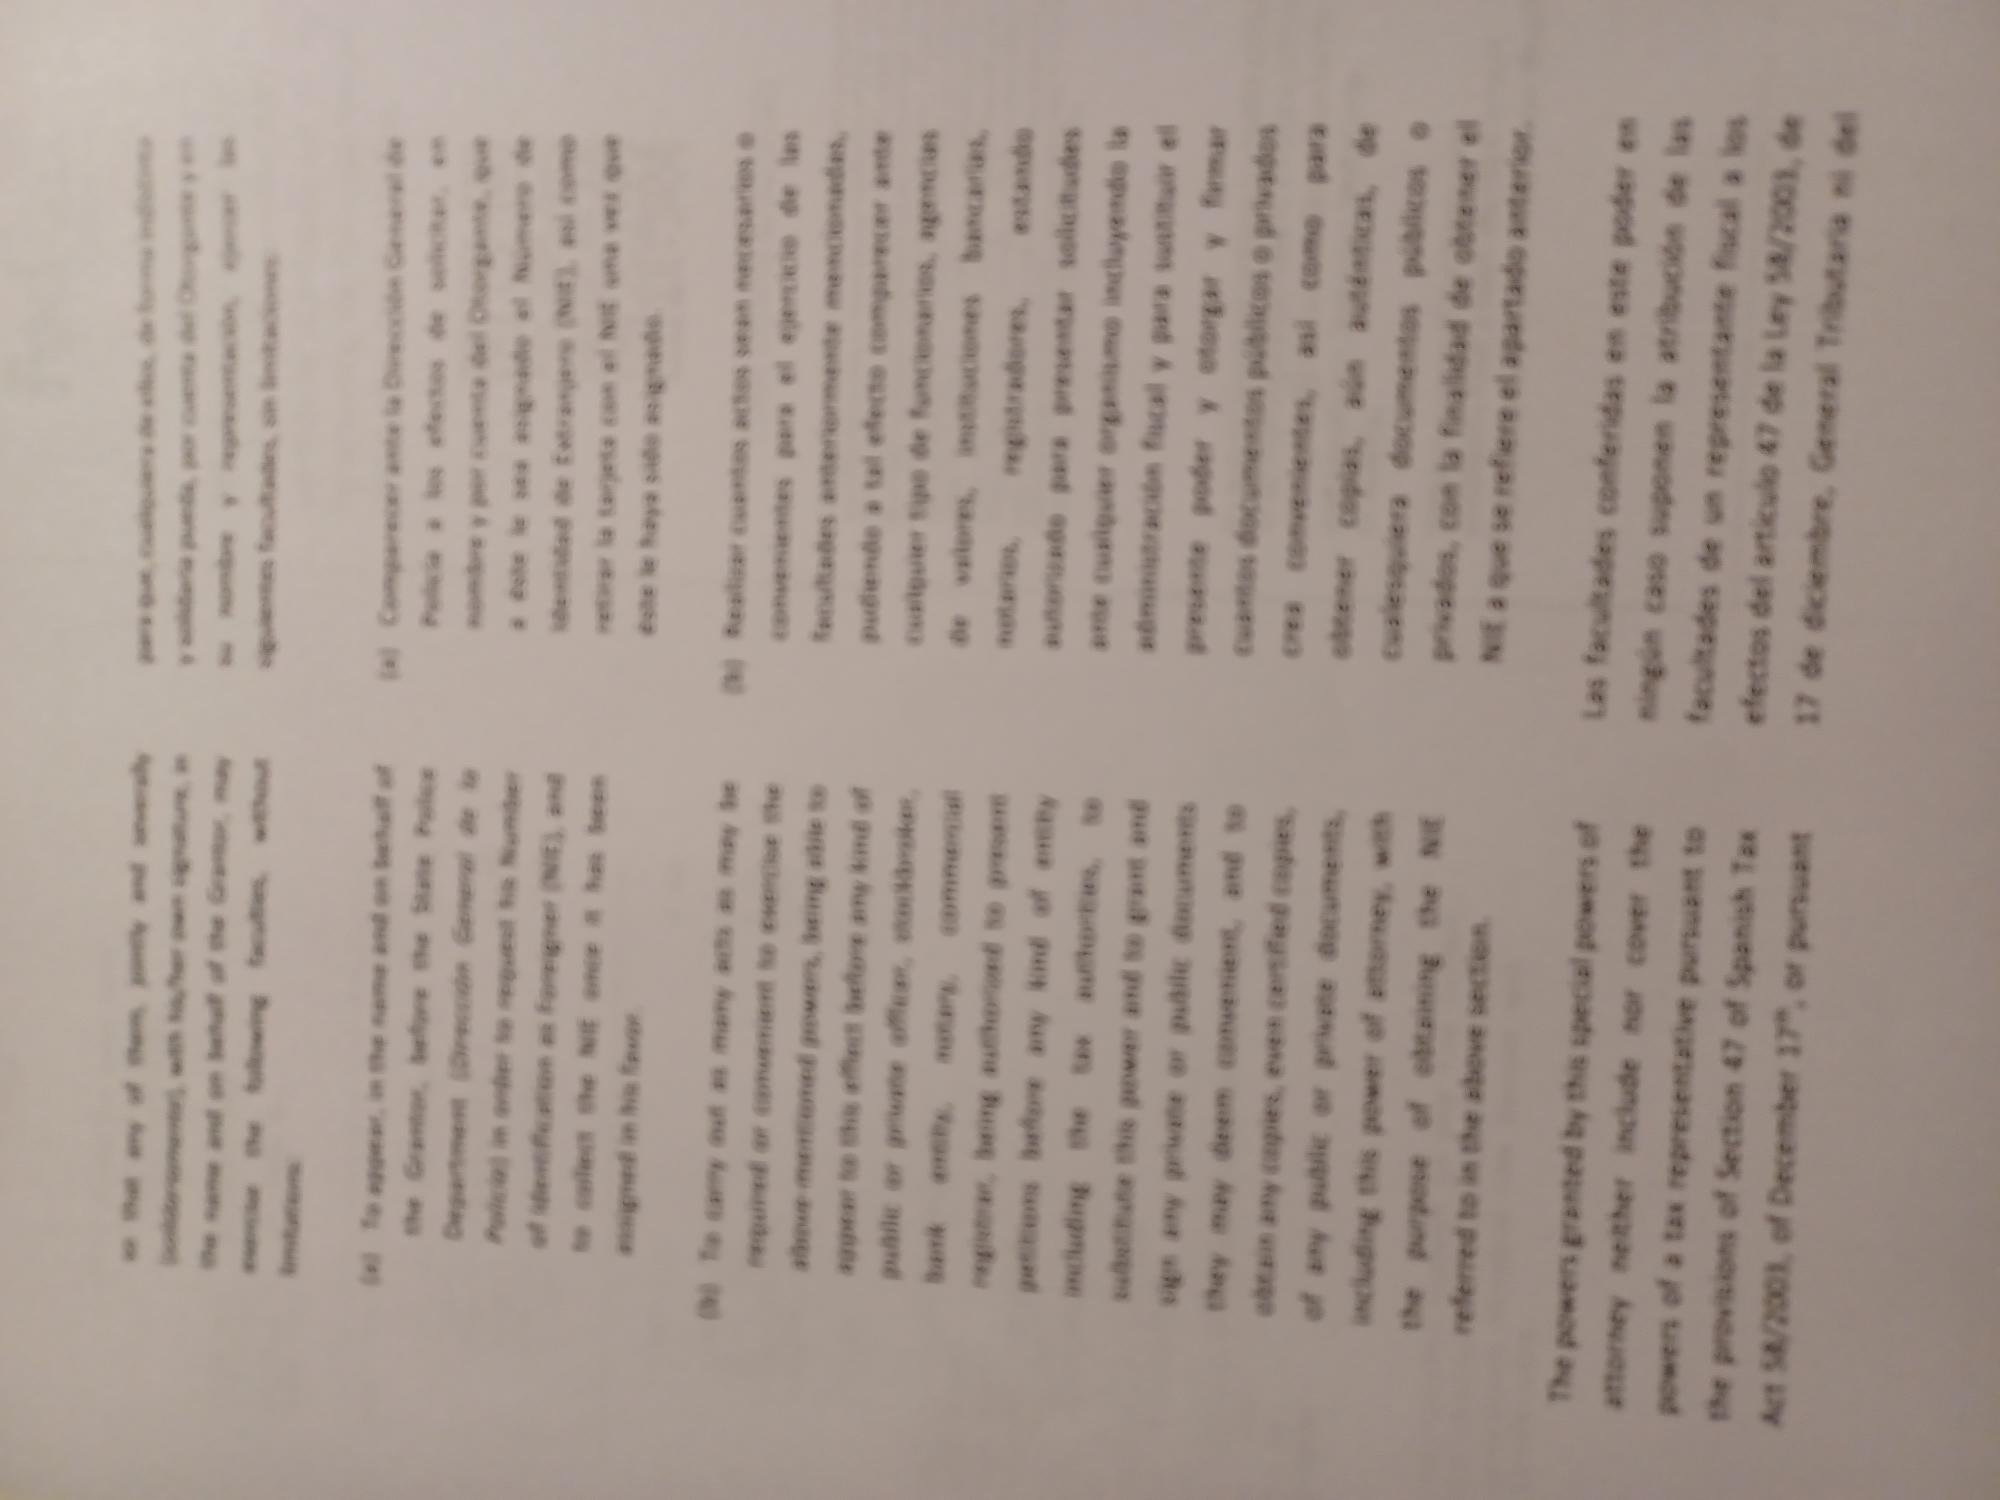 so that any of them, jointly and severally
(solidariamente), with his/her own signature, in
the name and on behalf of the Grantor, may
exercise the following faculties, without
limitations:
(a) To appear, in the name and on behalf of
the Grantor, before the State Police
Department (Dirección General de la
Policía) in order to request his Number
of Identification as Foreigner (NIE), and
to collect the NIE once it has been
assigned in his favor.
(b) To carry out as many acts as may be
required or convenient to exercise the
above-mentioned powers, being able to
appear to this effect before any kind of
public or private officer, stockbroker,
bank entity, notary, commercial
registrar, being authorized to present
petitions before any kind of entity
including the tax authorities, to
substitute this power and to grant and
sign any private or public documents
they may deem convenient, and to
obtain any copies, even certified copies,
of any public or private documents,
including this power of attorney, with
the purpose of obtaining the NIE
referred to in the above section.
The powers granted by this special powers of
attorney neither include nor cover the
powers of a tax representative pursuant to
the provisions of Section 47 of Spanish Tax
Act 58/2003, of December 17th, or pursuant
para que, cualquiera de ellos, de forma indistinta
y solidaria pueda, por cuenta del Otorgante y en
su nombre y representación, ejercer las
siguientes facultades, sin limitaciones:
(a) Comparecer ante la Dirección General de
Policía a los efectos de solicitar, en
nombre y por cuenta del Otorgante, que
a éste le sea asignado el Número de
Identidad de Extranjero (NIE), así como
retirar la tarjeta con el NIE una vez que
éste le haya sido asignado.
(b) Realizar cuantos actos sean necesarios o
convenientes para el ejercicio de las
facultades anteriormente mencionadas,
pudiendo a tal efecto comparecer ante
cualquier tipo de funcionarios, agencias
de valores, instituciones bancarias,
notarios, registradores, estando
autorizado para presentar solicitudes
ante cualquier organismo incluyendo la
administración fiscal y para sustituir el
presente poder y otorgar y firmar
cuantos documentos públicos o privados
crea convenientes, así como para
obtener copias, aún auténticas, de
cualesquiera documentos públicos o
privados, con la finalidad de obtener el
NIE a que se refiere el apartado anterior.
Las facultades conferidas en este poder en
ningún caso suponen la atribución de las
facultades de un representante fiscal a los
efectos del artículo 47 de la Ley 58/2003, de
17 de diciembre, General Tributaria ni del